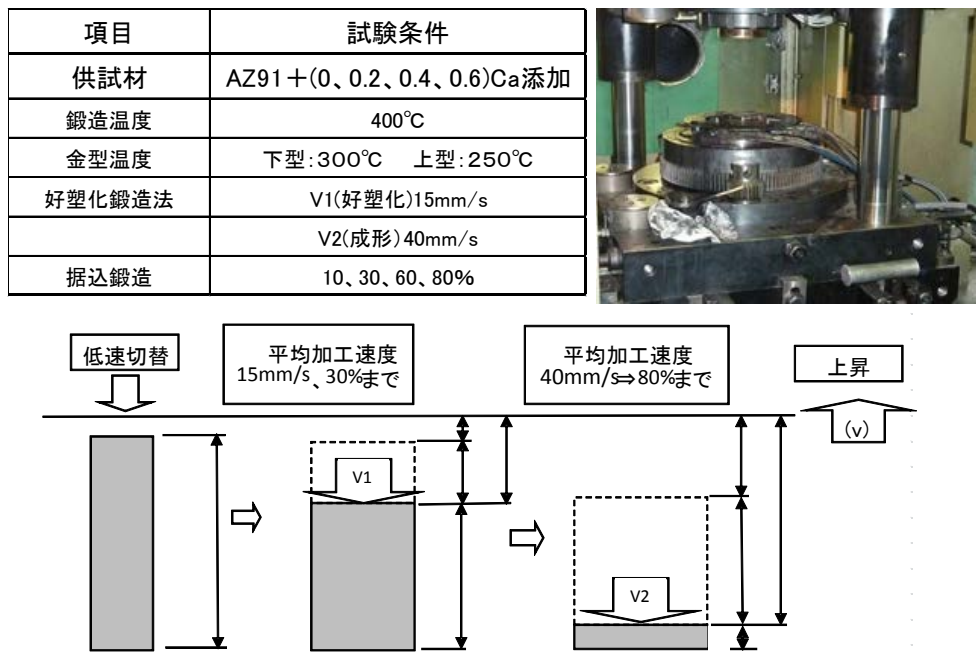 項目 試験条件
供試材 AZ91+(0、0.2、0.4、0.6)Ca添加
鍛造温度 400℃
金型温度 下型:300℃ 上型:250℃
好塑化鍛造法 V1(好塑化)15mm/s
V2(成形)40mm/s
据込鍛造 10、30、60、80%
低速切替
平均加工速度
15mm/s、30%まで
平均加工速度
40mm/s⇒80%まで
上昇
(v)
V1
V2